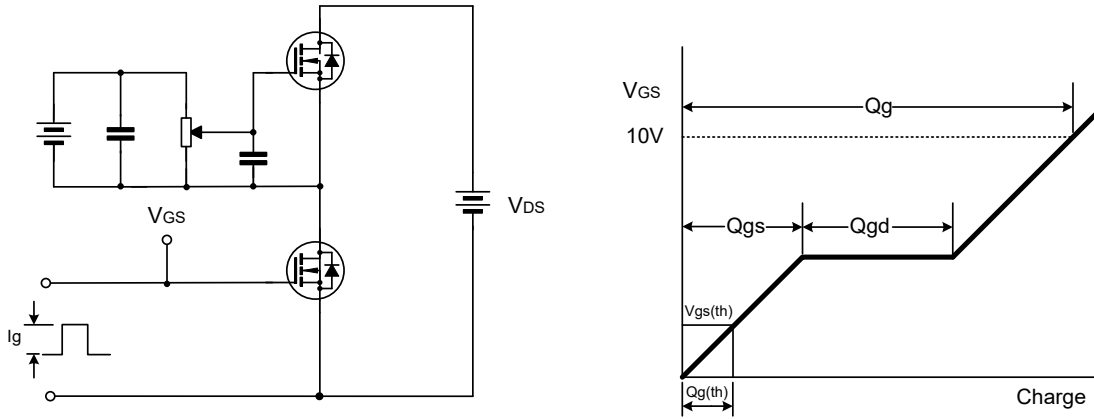 VGS
VDS
Ig
VGS
10V
Qg
Qgs
Qgd
Vgs(th)
Qg(th)
Charge